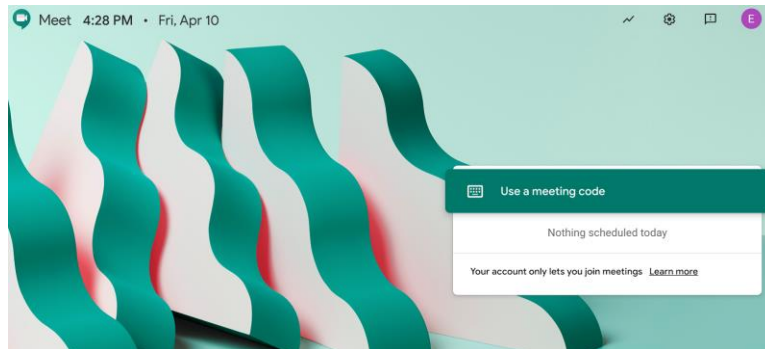 Meet 4:28 PM • Fri, Apr 10
E
Use a meeting code
Nothing scheduled today
Your account only lets you join meetings Learn more